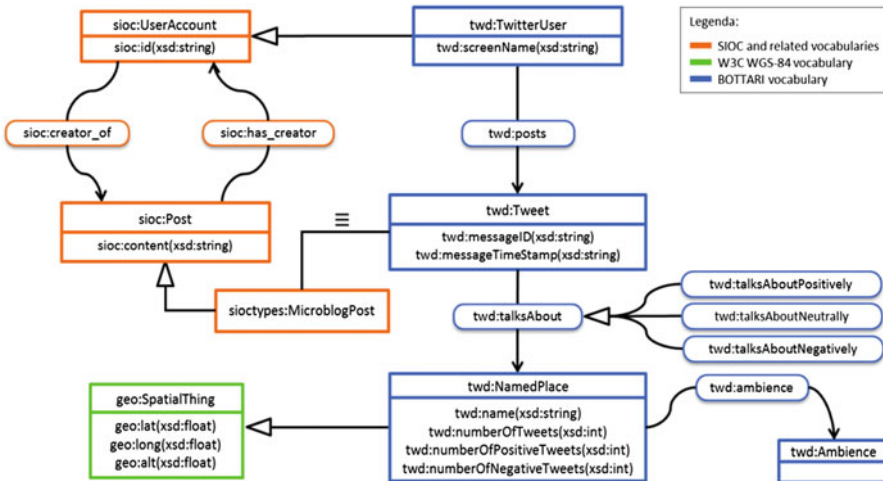 sioc:UserAccount
sioc:id(xsd:string)
twd:TwitterUser
twd:screenName(xsd:string)
Legenda:
SIOC and related vocabularies
W3C WGS-84 vocabulary
BOTTARI vocabulary
sioc:creator_of
sioc:has_creator
twd:posts
sioc:Post
sioc:content(xsd:string)
≡
twd:Tweet
twd:messageID(xsd:string)
twd:messageTimeStamp(xsd:string)
sioctypes:MicroblogPost
twd:talksAbout
twd:talksAboutPositively
twd:talksAboutNeutrally
twd:talksAboutNegatively
geo:SpatialThing
geo:lat(xsd:float)
geo:long(xsd:float)
geo:alt(xsd:float)
twd:NamedPlace
twd:name(xsd:string)
twd:numberOfTweets(xsd:int)
twd:numberOfPositiveTweets(xsd:int)
twd:numberOfNegativeTweets(xsd:int)
twd:ambience
twd:Ambience